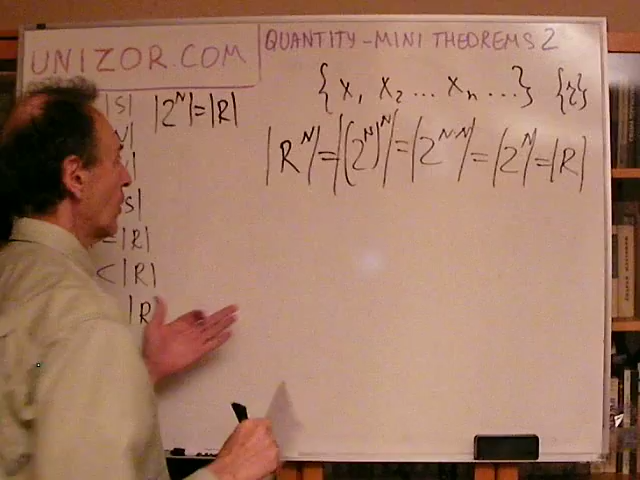 UNIZOR.COM
QUANTITY-MINI THEOREMS 2
{x₁ x₂ ... xₙ ...} {r}
|S| |2^N|=|R|
|R^N|=|(2^N)^N|=|2^N·N|=|2^N|=|R|
S|
=|R|
<|R|
|R